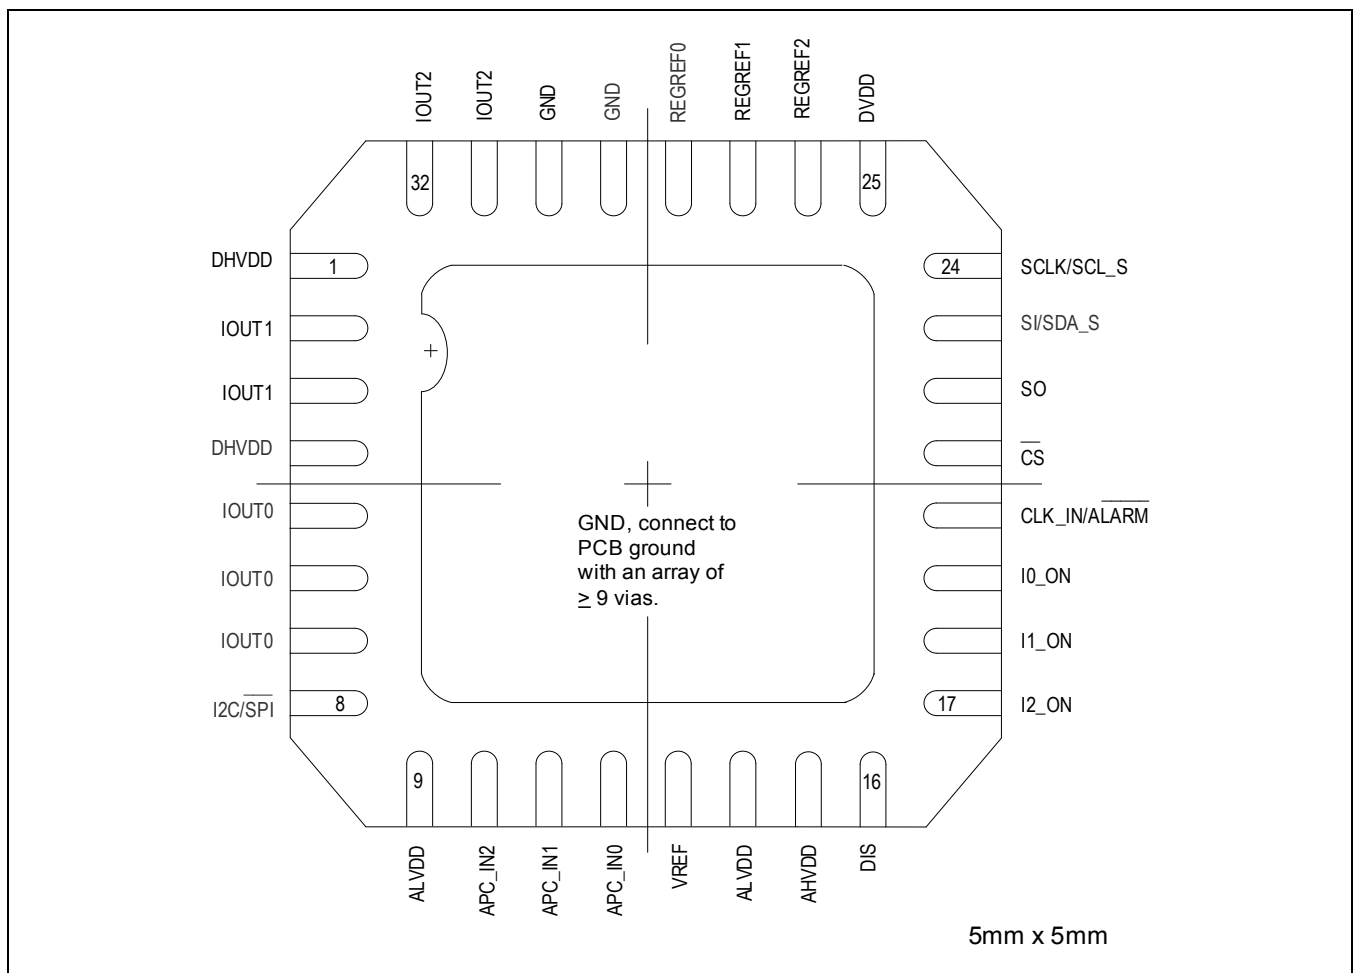 IOUT2
IOUT2
GND
GND
REGREF0
REGREF1
REGREF2
DVDD
32
25
DHVDD
1
24
SCLK/SCL_S
IOUT1
SI/SDA_S
IOUT1
SO
DHVDD
CS
IOUT0
CLK_IN/ALARM
GND, connect to
PCB ground
with an array of
≥ 9 vias.
IOUT0
I0_ON
IOUT0
I1_ON
I2C/SPI
8
17
I2_ON
9
16
ALVDD
APC_IN2
APC_IN1
APC_IN0
VREF
ALVDD
AHVDD
DIS
5mm x 5mm